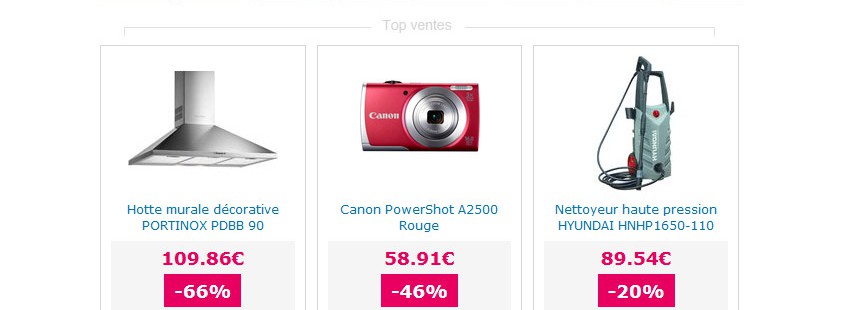 Top ventes
Canon
HYUNDAI
Hotte murale décorative
PORTINOX PDBB 90
Canon PowerShot A2500
Rouge
Nettoyeur haute pression
HYUNDAI HNHP1650-110
109.86€
58.91€
89.54€
-66%
-46%
-20%